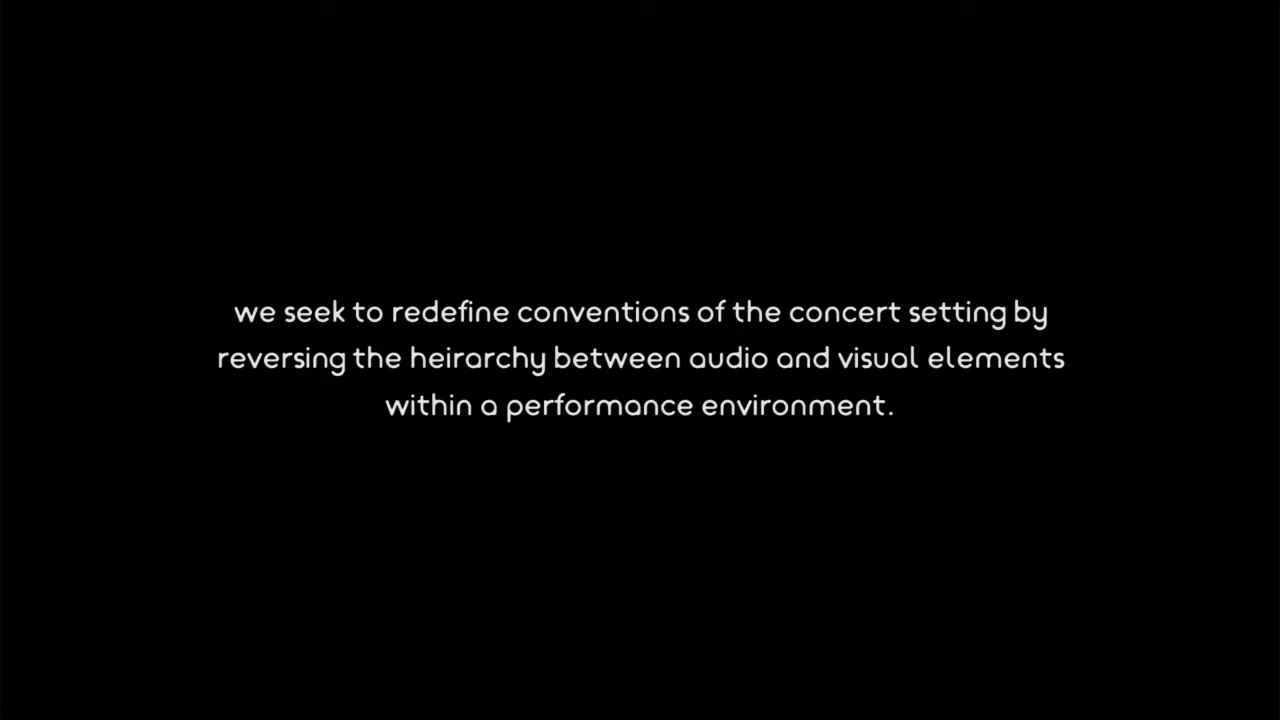 we seek to redefine conventions of the concert setting by
reversing the heirarchy between audio and visual elements
within a performance environment.